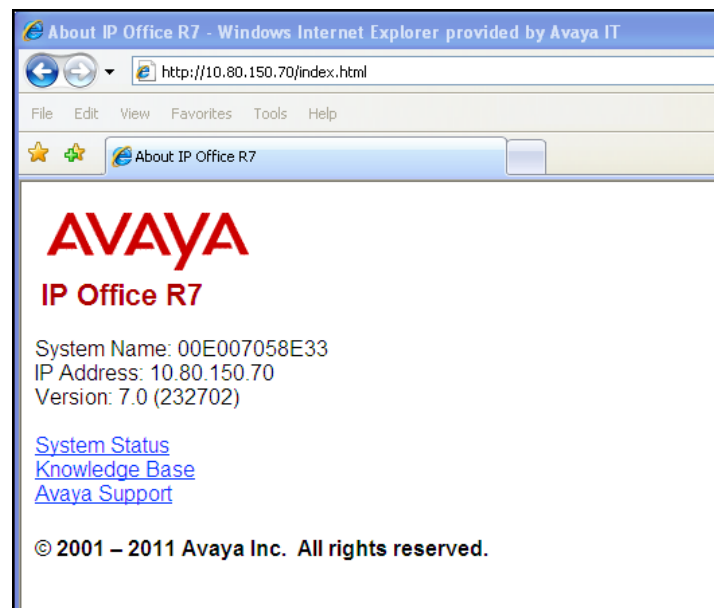 About IP Office R7 - Windows Internet Explorer provided by Avaya IT
http://10.80.150.70/index.html
File Edit View Favorites Tools Help
About IP Office R7
AVAYA
IP Office R7
System Name: 00E007058E33
IP Address: 10.80.150.70
Version: 7.0 (232702)
System Status
Knowledge Base
Avaya Support
© 2001 – 2011 Avaya Inc. All rights reserved.